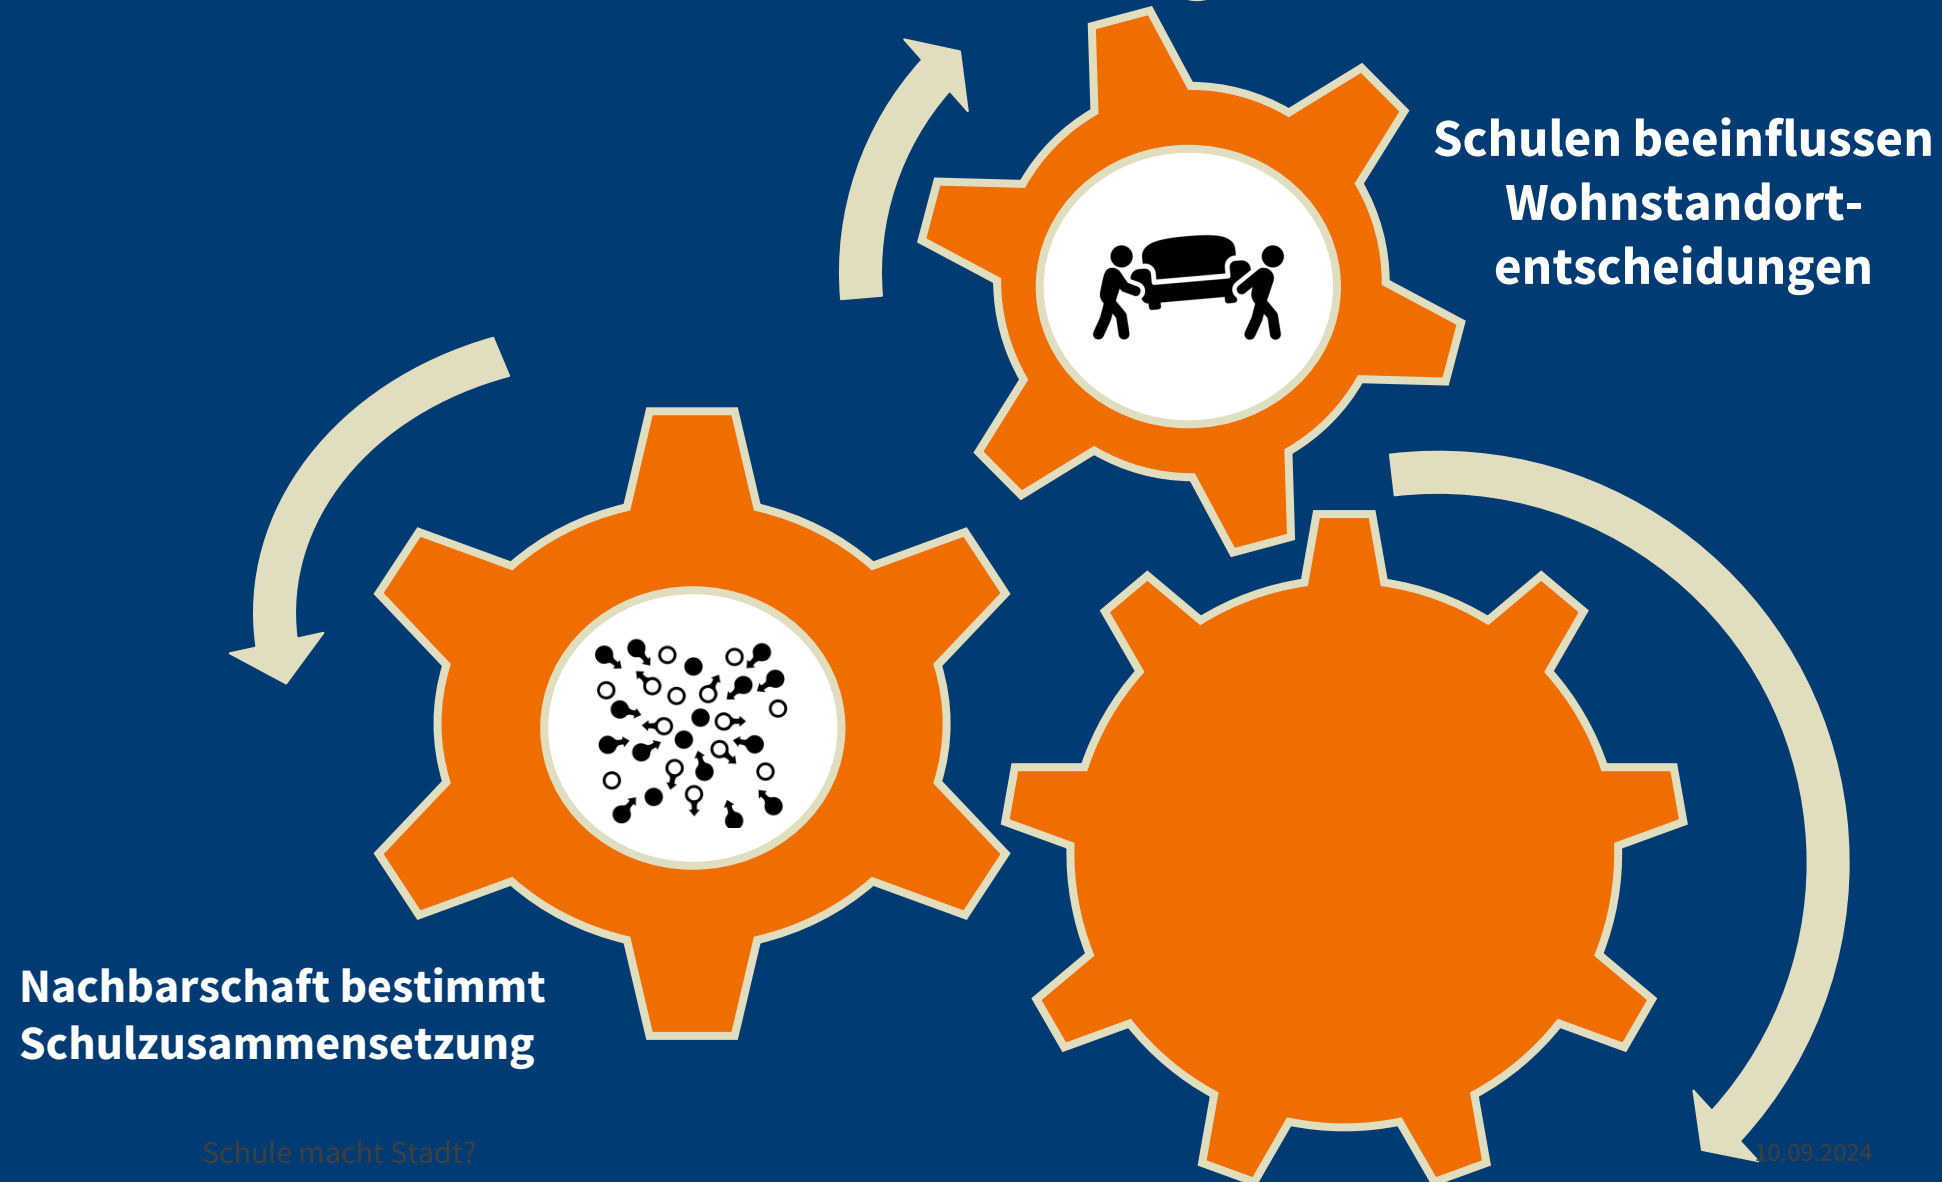 Schulen beeinflussen
Wohnstandort-
entscheidungen
Nachbarschaft bestimmt
Schulzusammensetzung
Schule macht Stadt?
10.09.2024